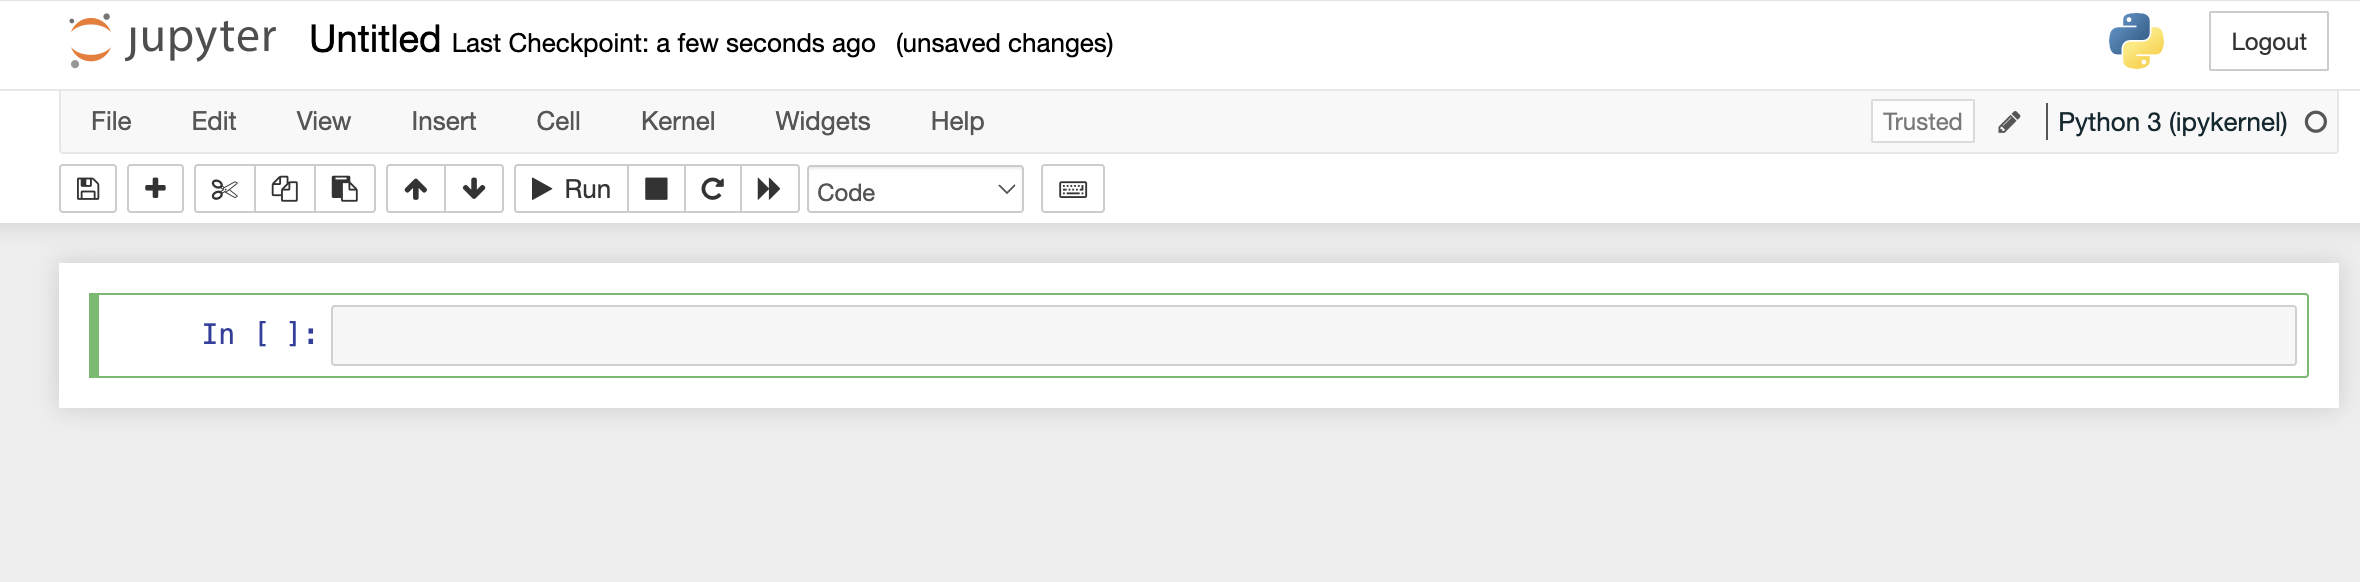 jupyter Untitled Last Checkpoint: a few seconds ago (unsaved changes) Logout
File Edit View Insert Cell Kernel Widgets Help Trusted Python 3 (ipykernel)
Run Code
In [ ]: